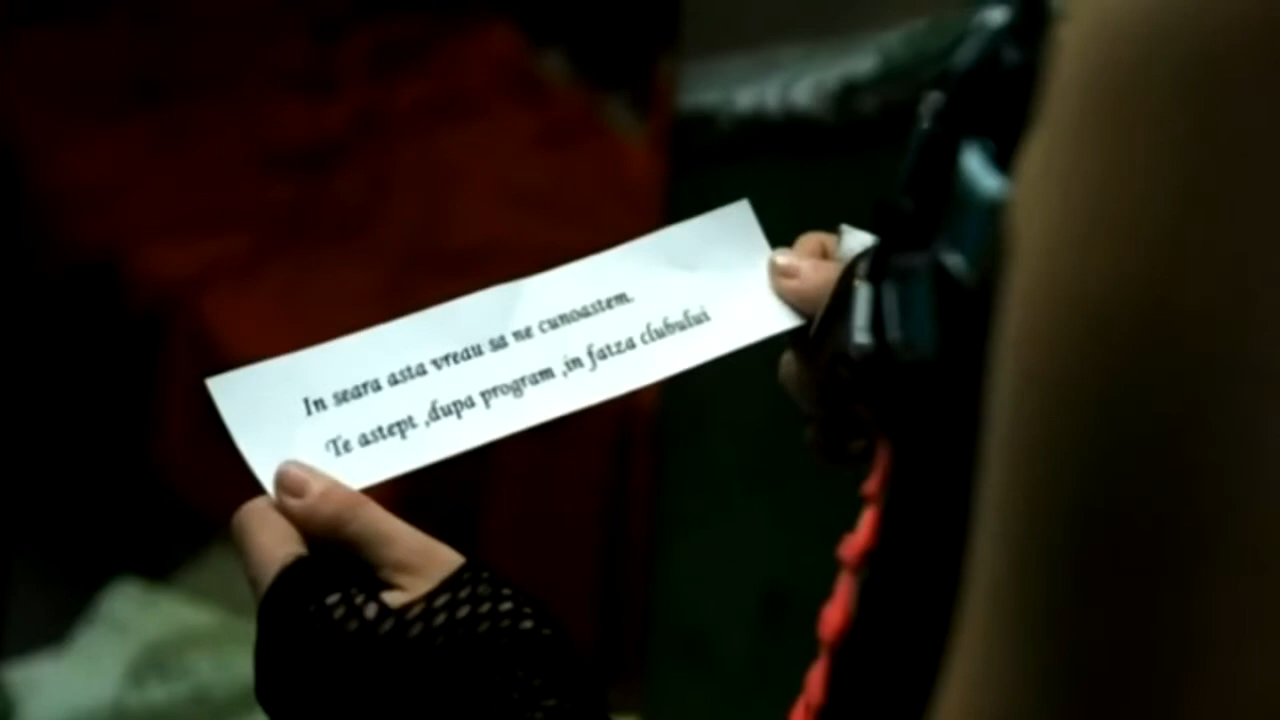 In seara asta vreau sa ne cunoastem.
Te astept ,dupa program ,in fatza clubului